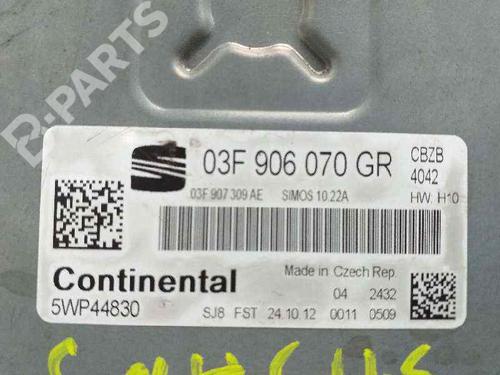 B-PARTS
03F 906 070 GR
CBZB
4042
03F 907 309 AE SIMOS 10.22A HW: H10
Continental
Made in Czech Rep.
04 2432
5WP44830
SJ8 FST 24.10.12 0011 0509